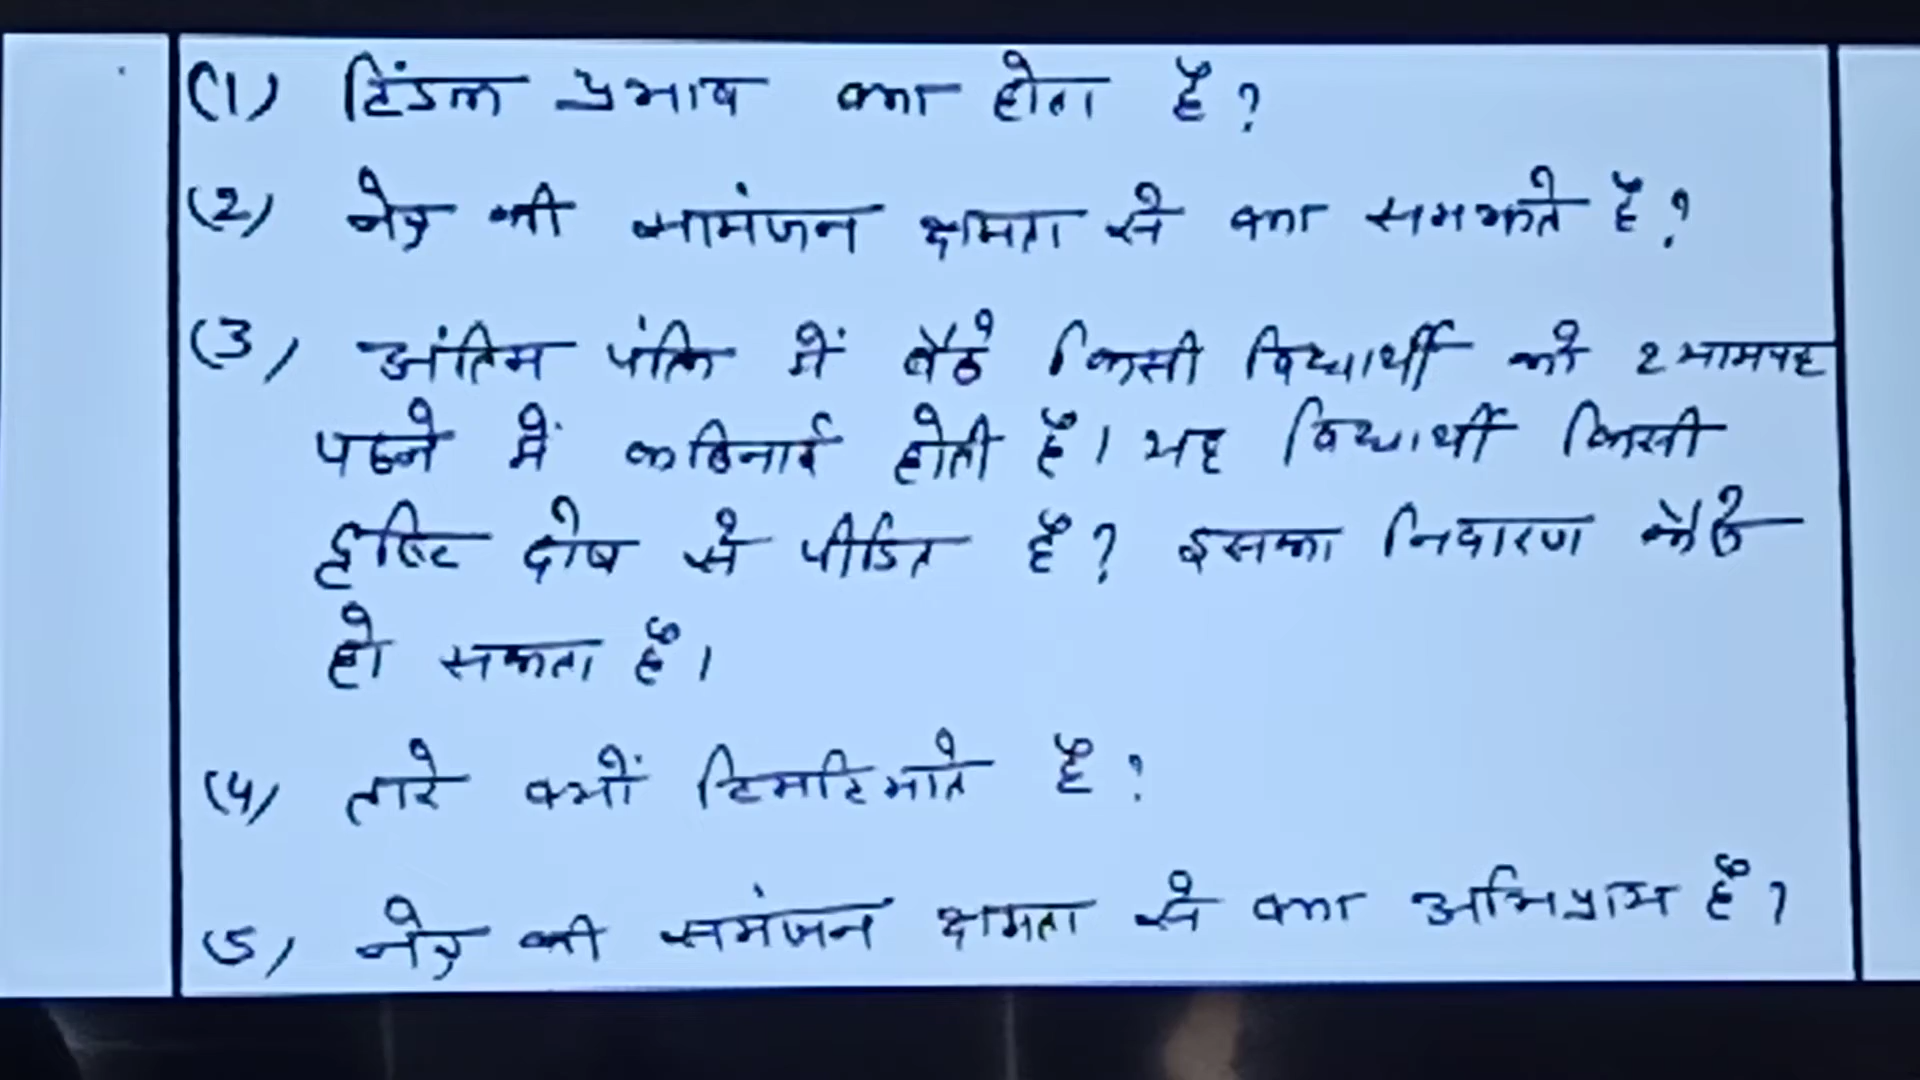 (1) टिंडल प्रभाव क्या होता है?
(2) नेत्र की सामंजन क्षमता से क्या समझते है?
(3) अंतिम पंक्ति में बैठे किसी विद्यार्थी को श्यामपट्ट
पढने में कठिनाई होती है। यह विद्यार्थी किसी
दृष्टि दोष से पीडित है? इसका निवारण कैसे
हो सकता है।
(4) तारे क्यों टिमटिमाते है?
(5) नेत्र की समंजन क्षमता से क्या अभिप्राय है?